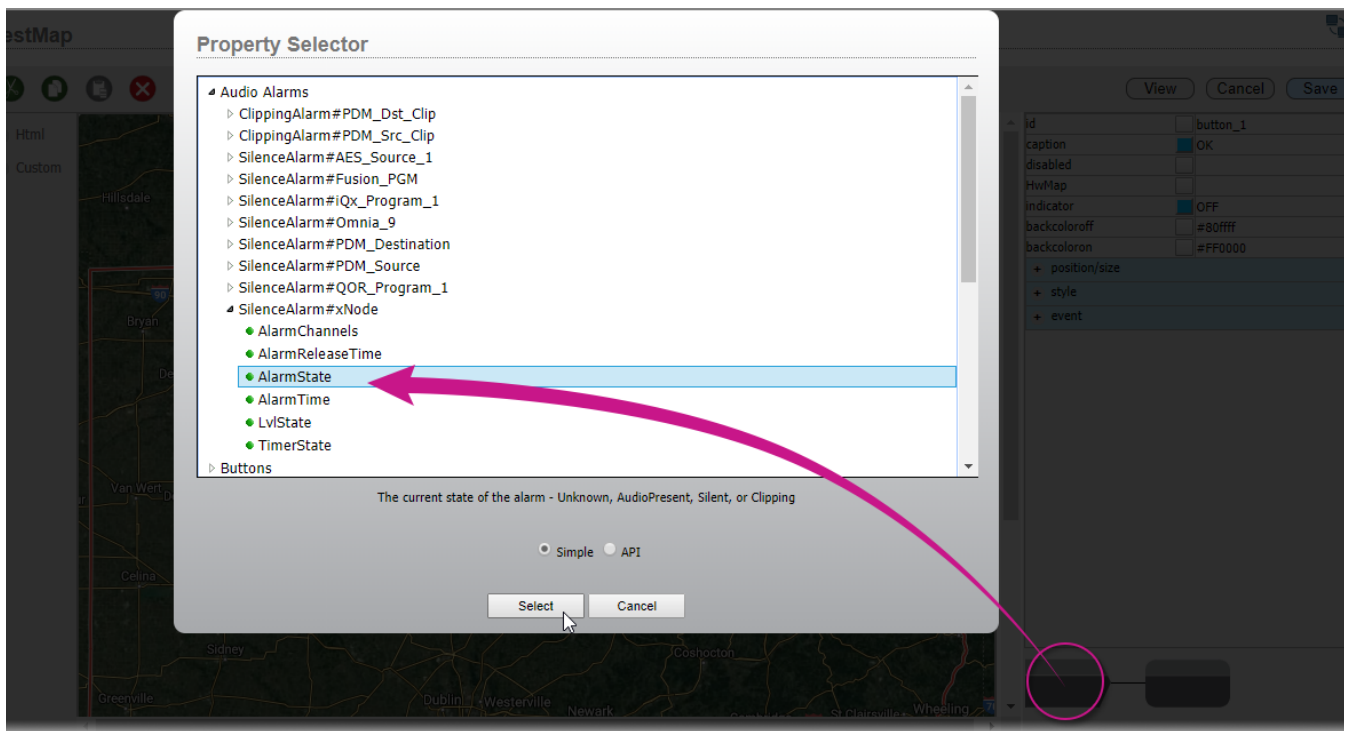 estMap
Property Selector
View
Cancel
Save
Audio Alarms
ClippingAlarm#PDM_Dst_Clip
ClippingAlarm#PDM_Src_Clip
SilenceAlarm#AES_Source_1
SilenceAlarm#Fusion_PGM
SilenceAlarm#iQx_Program_1
SilenceAlarm#Omnia_9
SilenceAlarm#PDM_Destination
SilenceAlarm#PDM_Source
SilenceAlarm#QOR_Program_1
SilenceAlarm#xNode
AlarmChannels
AlarmReleaseTime
AlarmState
AlarmTime
LvlState
TimerState
Buttons
The current state of the alarm - Unknown, AudioPresent, Silent, or Clipping
Simple
API
Select
Cancel
Html
Custom
id button_1
caption OK
disabled
HwMap
indicator OFF
backcoloroff #80ffff
backcoloron #FF0000
+ position/size
+ style
+ event
Hillsdale
90
Bryan
De
Van Wert
Celina
Sidney
Coshocton
Greenville
Dublin
Westerville
Newark
St Clairsville
Wheeling